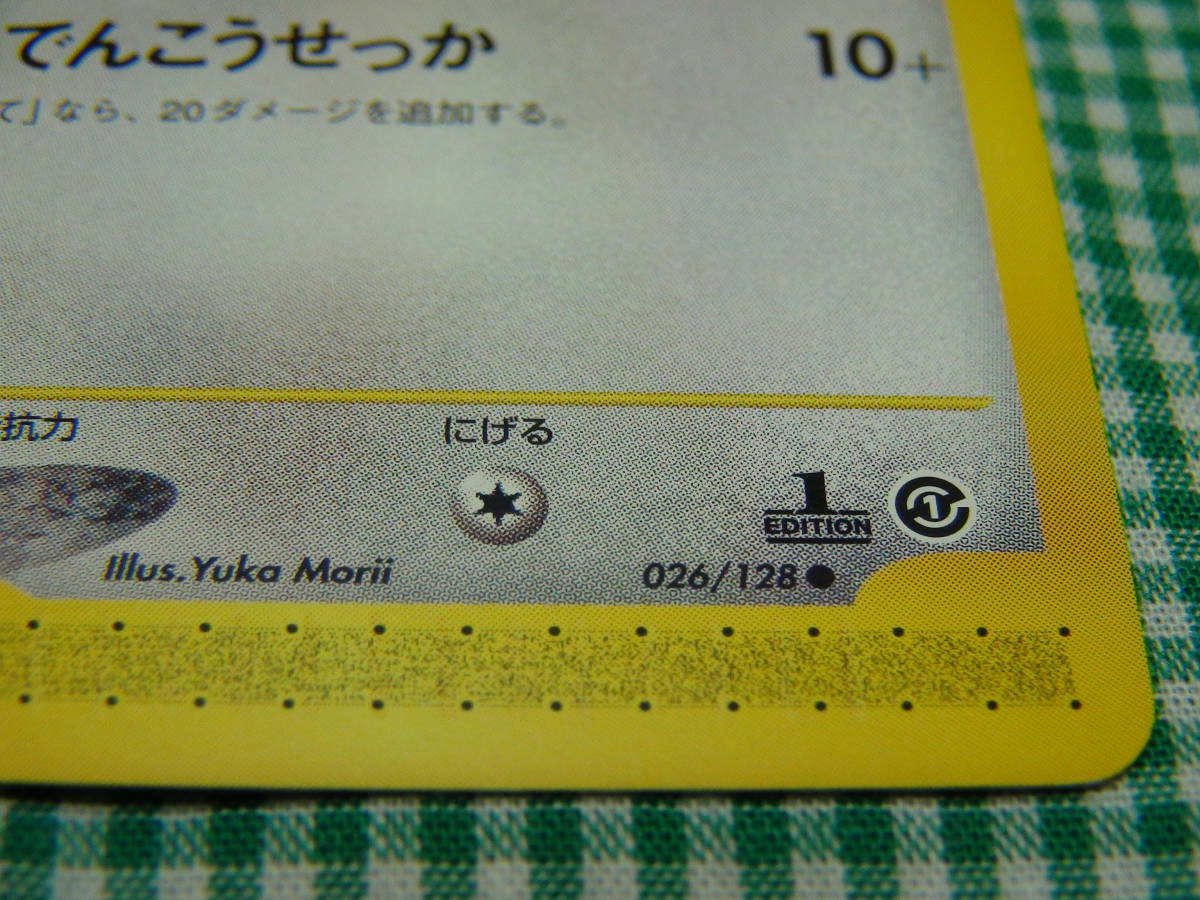 でんこうせっか 10+
て」なら、20ダメージを追加する。
抗力 にげる
1
EDITION
1
Illus. Yuka Morii 026/128